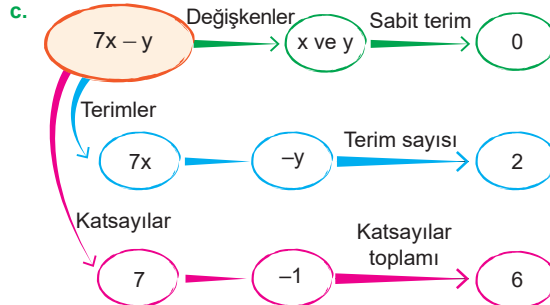 c.
7x – y
Değişkenler
x ve y
Sabit terim
0
Terimler
7x
–y
Terim sayısı
2
Katsayılar
7
–1
Katsayılar
toplamı
6